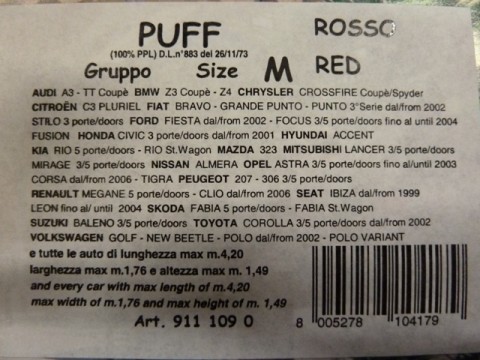 PUFF ROSSO
(100% PPL) D.L.n°883 del 26/11/73
Gruppo Size M RED
AUDI A3 - TT Coupè BMW Z3 Coupè - Z4 CHRYSLER CROSSFIRE Coupè/Spyder
CITROËN C3 PLURIEL FIAT BRAVO - GRANDE PUNTO - PUNTO 3°Serie dal/from 2002
STILO 3 porte/doors FORD FIESTA dal/from 2002 - FOCUS 3/5 porte/doors fino al/until 2004
FUSION HONDA CIVIC 3 porte/doors dal/from 2001 HYUNDAI ACCENT
KIA RIO 5 porte/doors - RIO St.Wagon MAZDA 323 MITSUBISHI LANCER 3/5 porte/doors
MIRAGE 3/5 porte/doors NISSAN ALMERA OPEL ASTRA 3/5 porte/doors fino al/until2003
CORSA dal/from 2006 - TIGRA PEUGEOT 207 - 306 3/5 porte/doors
RENAULT MEGANE 5 porte/doors - CLIO dal/from 2006 SEAT IBIZA dal/from 1999
LEON fino al/ until 2004 SKODA FABIA 5 porte/doors - FABIA St.Wagon
SUZUKI BALENO 3/5 porte/doors TOYOTA COROLLA 3/5 porte/doors dal/from 2002
VOLKSWAGEN GOLF - NEW BEETLE - POLO dal/from 2002 - POLO VARIANT
e tutte le auto di lunghezza max m.4,20
larghezza max m.1,76 e altezza max m. 1,49
and every car with max length of m.4,20
max width of m.1,76 and max height of m. 1,49
Art. 911 109 0
8 005278 104179